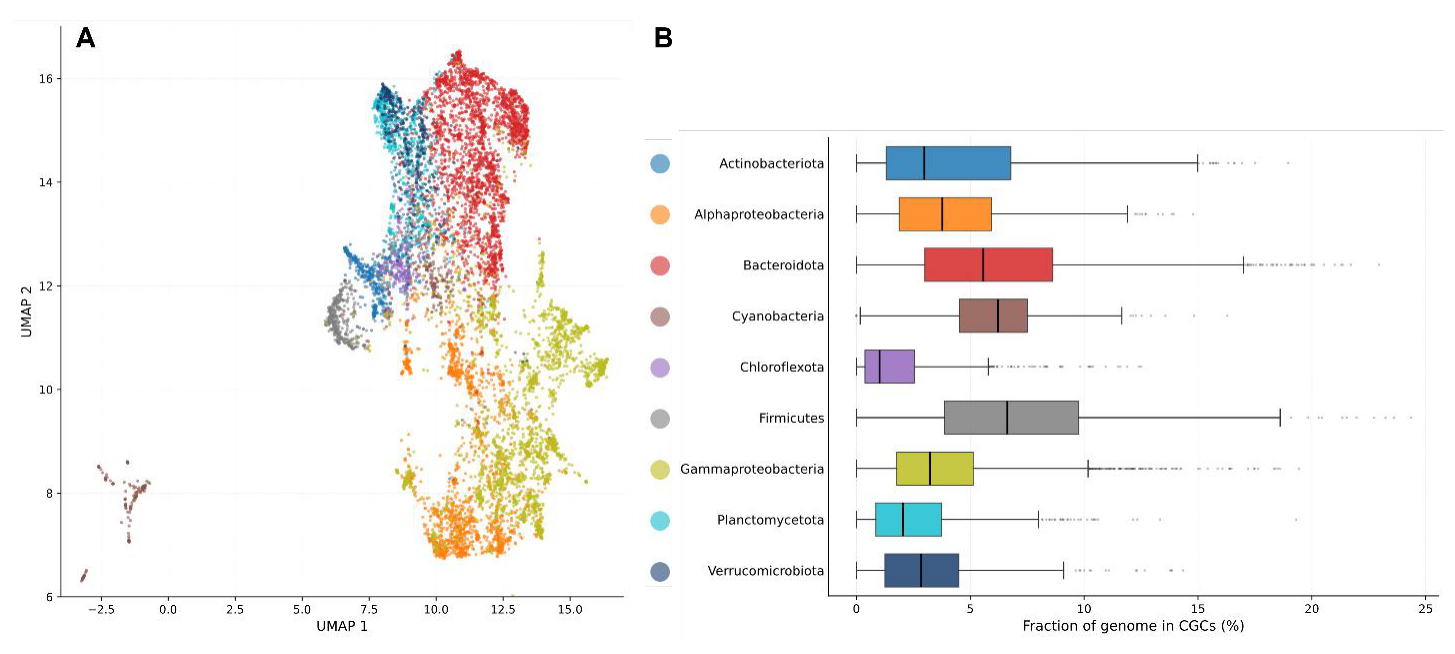 A
B
16
14
12
10
8
6
UMAP 2
−2.5 0.0 2.5 5.0 7.5 10.0 12.5 15.0
UMAP 1
Actinobacteriota
Alphaproteobacteria
Bacteroidota
Cyanobacteria
Chloroflexota
Firmicutes
Gammaproteobacteria
Planctomycetota
Verrucomicrobiota
0 5 10 15 20 25
Fraction of genome in CGCs (%)